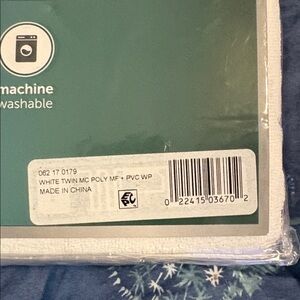 machine
washable
062 17 0179
WHITE TWIN MC POLY MF + PVC WP
MADE IN CHINA
0 22415 03670 2